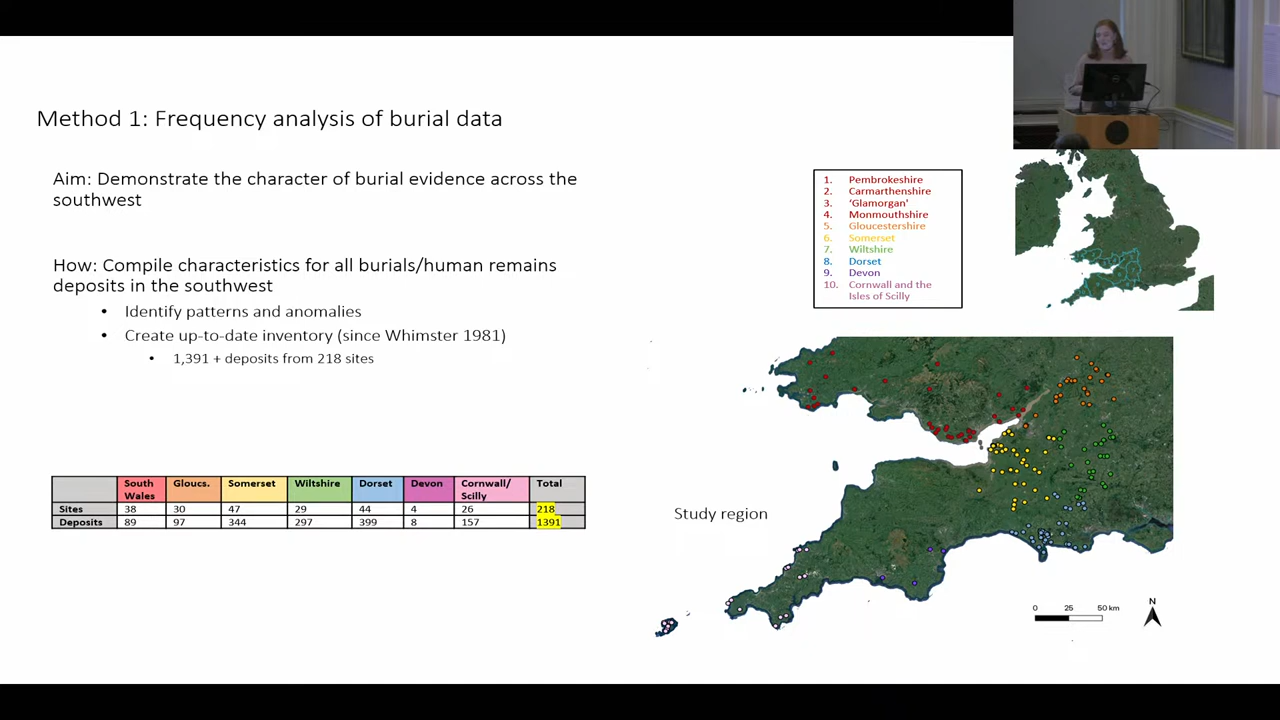 Method 1: Frequency analysis of burial data
Aim: Demonstrate the character of burial evidence across the
southwest
How: Compile characteristics for all burials/human remains
deposits in the southwest
• Identify patterns and anomalies
• Create up-to-date inventory (since Whimster 1981)
• 1,391 + deposits from 218 sites
South Wales Gloucs. Somerset Wiltshire Dorset Devon Cornwall/ Scilly Total
Sites 38 30 47 29 44 4 26 218
Deposits 89 97 344 297 399 8 157 1391
1. Pembrokeshire
2. Carmarthenshire
3. ‘Glamorgan'
4. Monmouthshire
5. Gloucestershire
6. Somerset
7. Wiltshire
8. Dorset
9. Devon
10. Cornwall and the
Isles of Scilly
Study region
0 25 50 km
N